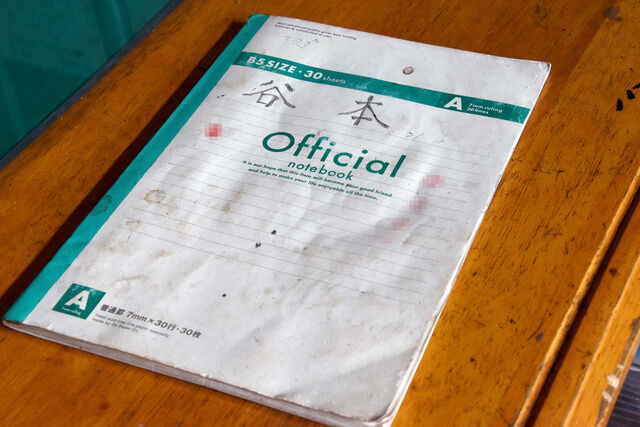 B5 SIZE · 30 sheets
A 7mm ruling
30 lines
谷 本
Official
notebook
It is our hope that this item will become your good friend
and help to make your life enjoyable all the time.
A
7mm ruling
普通罫 7mm×30行·30枚